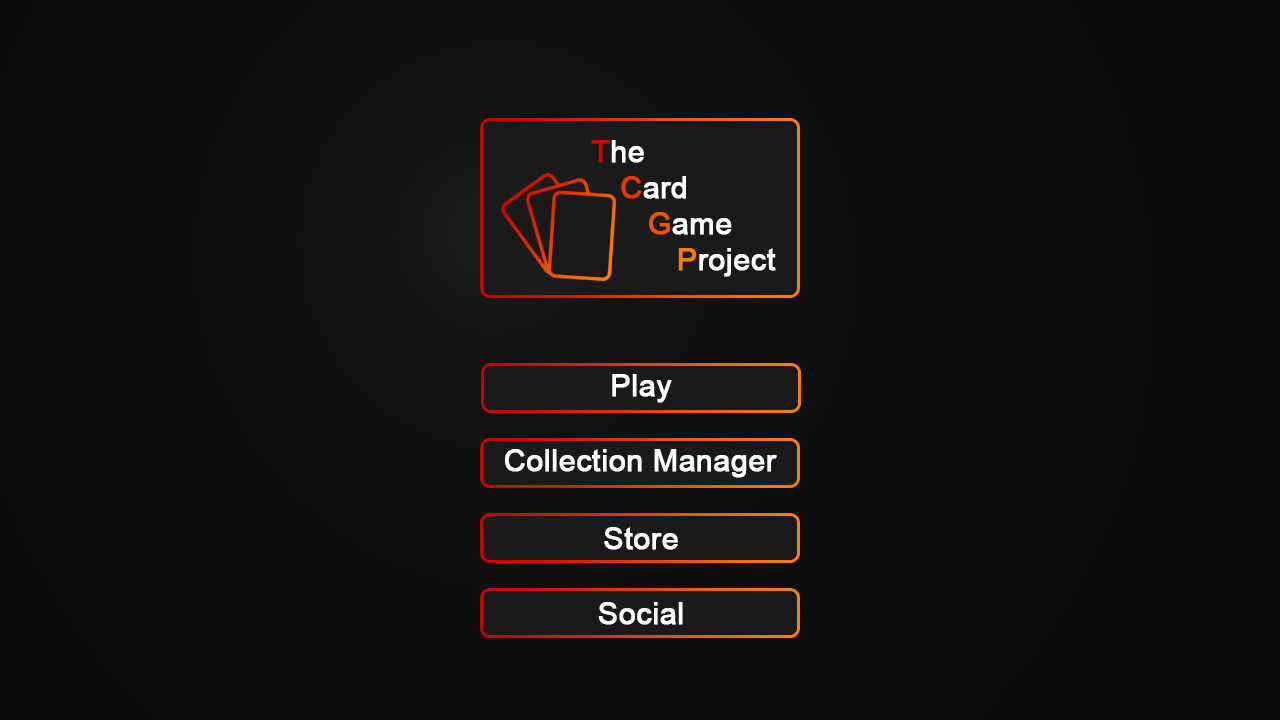 The
Card
Game
Project
Play
Collection Manager
Store
Social